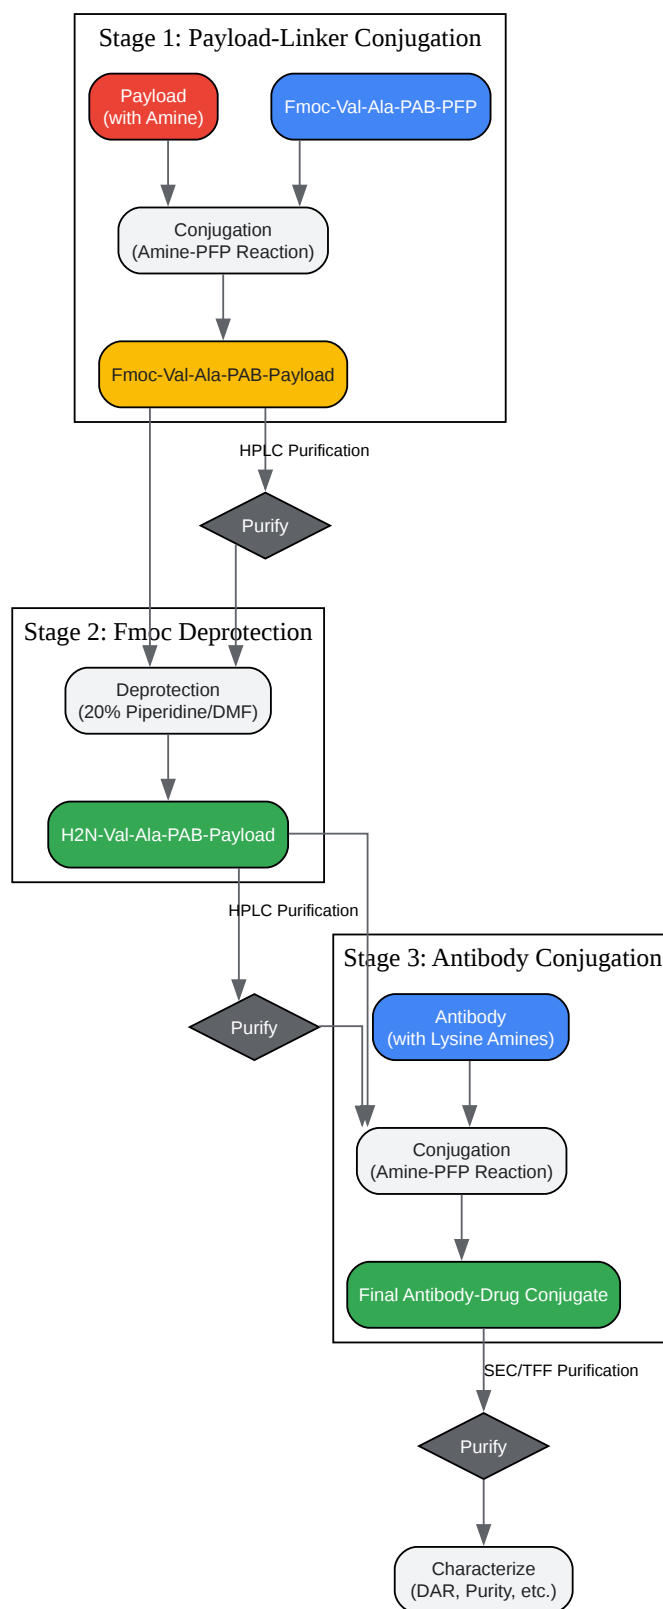 Stage 1: Payload-Linker Conjugation
Payload
(with Amine)
Fmoc-Val-Ala-PAB-PFP
Conjugation
(Amine-PFP Reaction)
Fmoc-Val-Ala-PAB-Payload
HPLC Purification
Purify
Stage 2: Fmoc Deprotection
Deprotection
(20% Piperidine/DMF)
H2N-Val-Ala-PAB-Payload
HPLC Purification
Purify
Stage 3: Antibody Conjugation
Antibody
(with Lysine Amines)
Conjugation
(Amine-PFP Reaction)
Final Antibody-Drug Conjugate
SEC/TFF Purification
Purify
Characterize
(DAR, Purity, etc.)